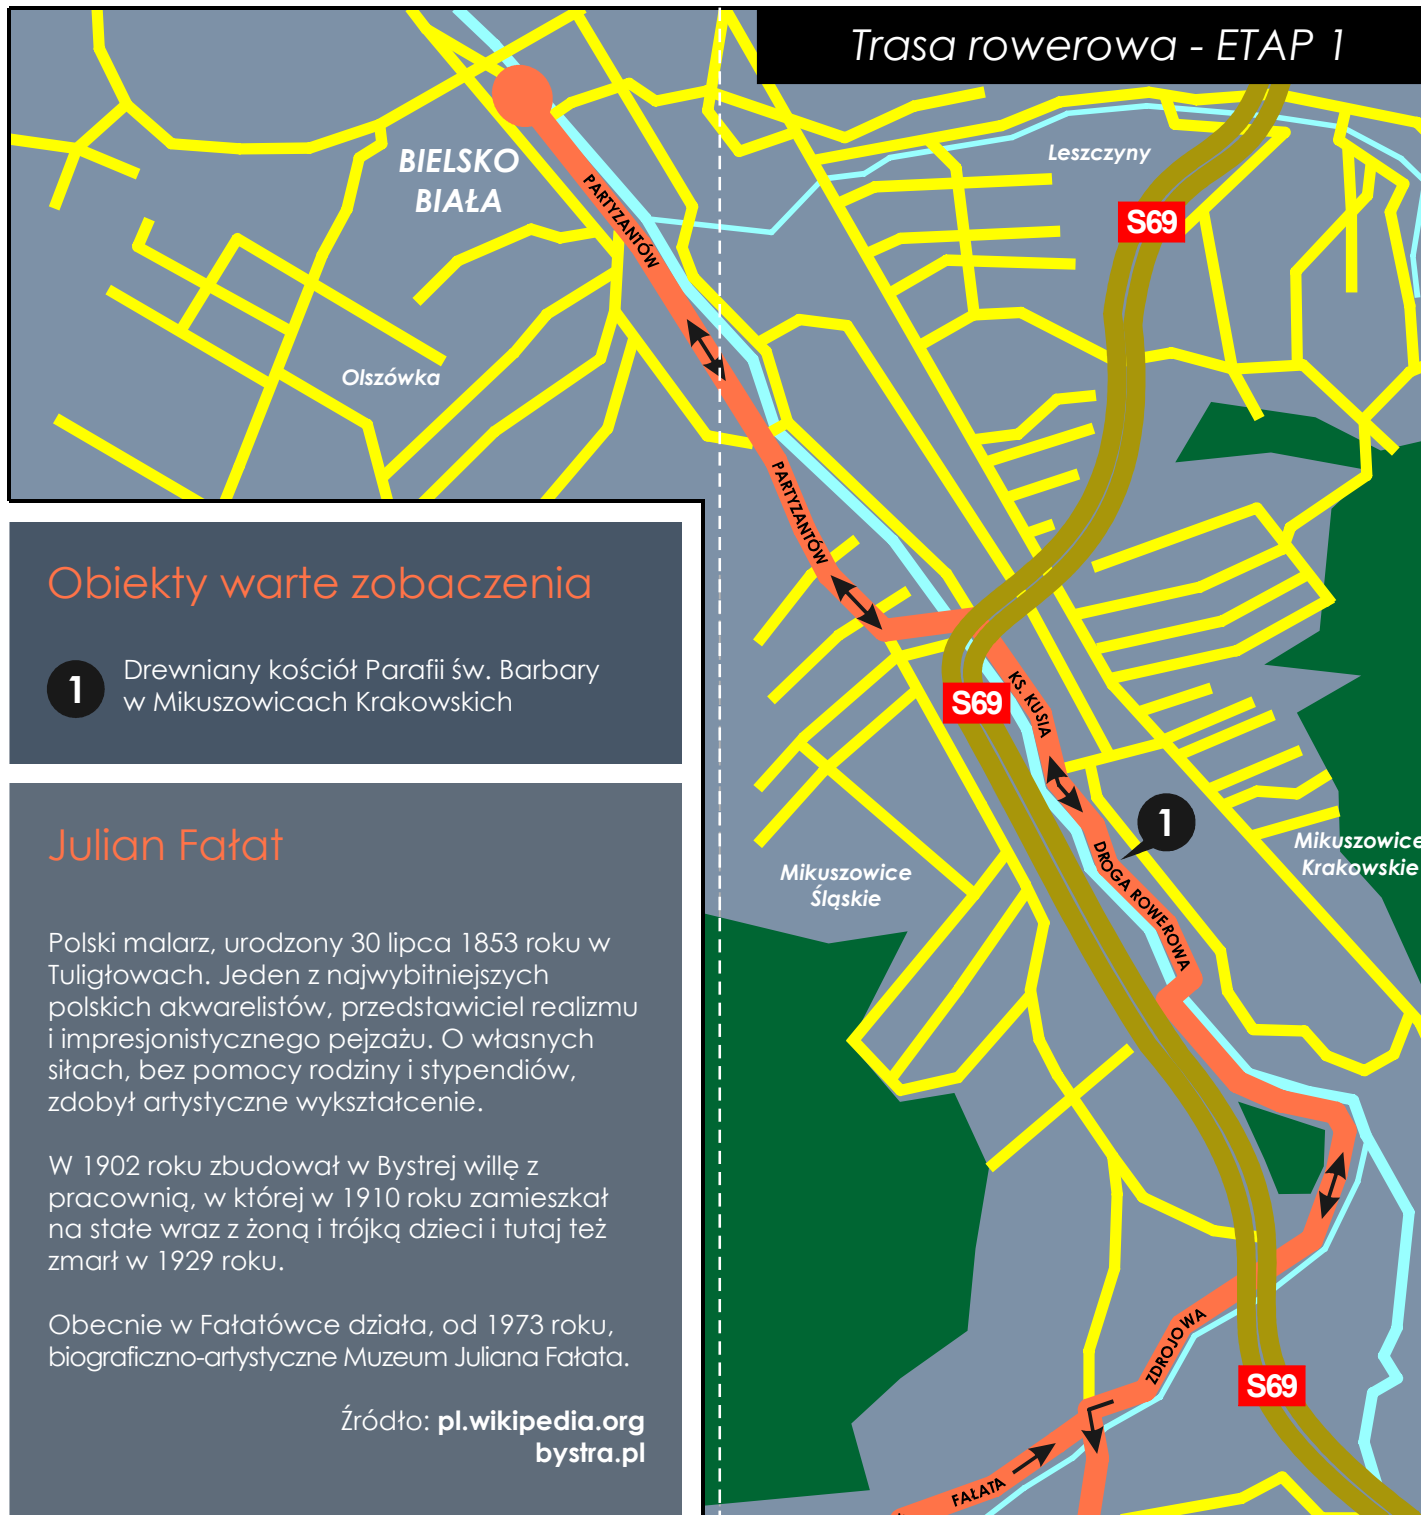 Trasa rowerowa - ETAP 1
BIELSKO
BIAŁA
Leszczyny
S69
PARTYZANTÓW
Olszówka
PARTYZANTÓW
KS. KUSIA
S69
1
DROGA ROWEROWA
Mikuszowice
Krakowskie
Mikuszowice
Śląskie
ZDROJOWA
S69
FAŁATA
Obiekty warte zobaczenia
1
Drewniany kościół Parafii św. Barbary
w Mikuszowicach Krakowskich
Julian Fałat
Polski malarz, urodzony 30 lipca 1853 roku w
Tuligłowach. Jeden z najwybitniejszych
polskich akwarelistów, przedstawiciel realizmu
i impresjonistycznego pejzażu. O własnych
siłach, bez pomocy rodziny i stypendiów,
zdobył artystyczne wykształcenie.
W 1902 roku zbudował w Bystrej willę z
pracownią, w której w 1910 roku zamieszkał
na stałe wraz z żoną i trójką dzieci i tutaj też
zmarł w 1929 roku.
Obecnie w Fałatówce działa, od 1973 roku,
biograficzno-artystyczne Muzeum Juliana Fałata.
Źródło: pl.wikipedia.org
bystra.pl